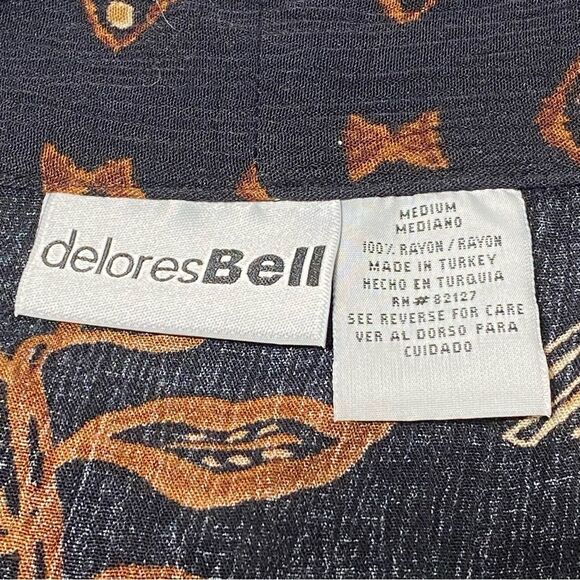 deloresBell
MEDIUM
MEDIANO
100% RAYON/RAYON
MADE IN TURKEY
HECHO EN TURQUIA
RN# 82127
SEE REVERSE FOR CARE
VER AL DORSO PARA
CUIDADO